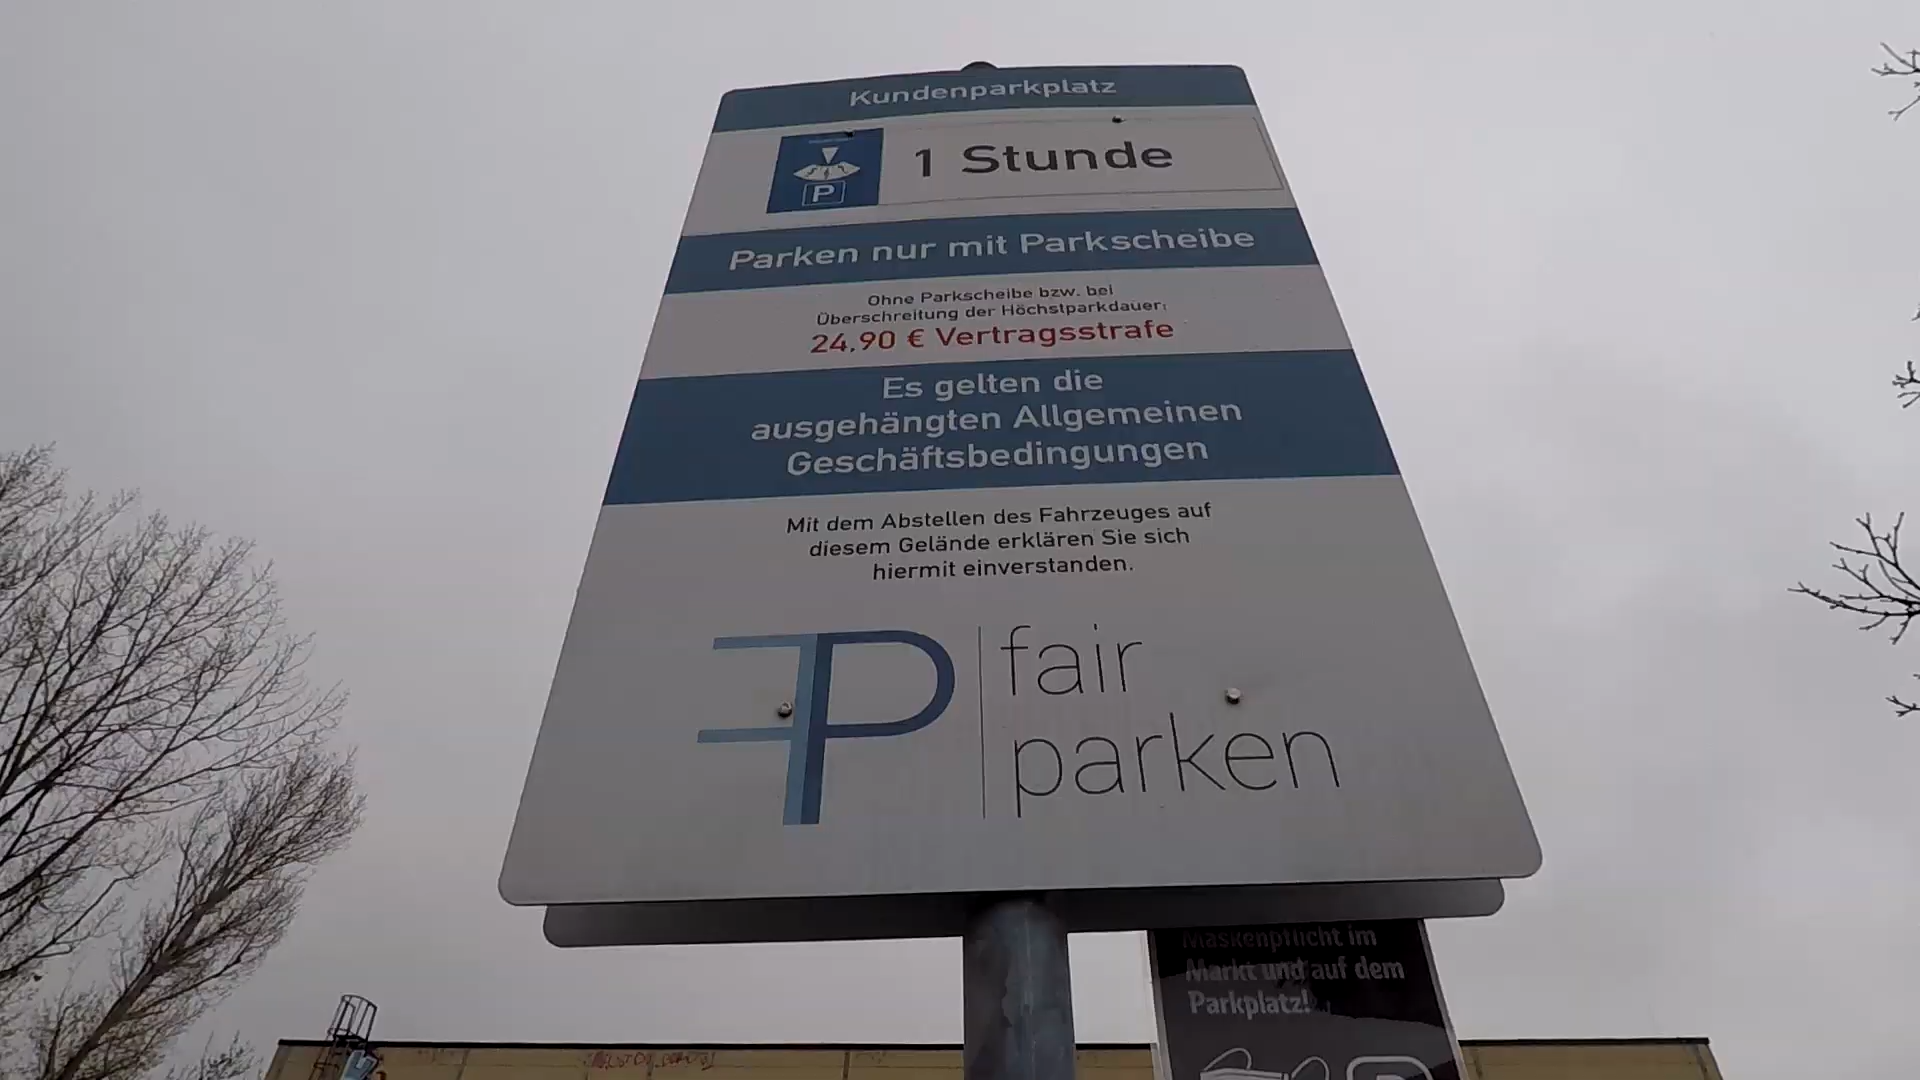 Kundenparkplatz
P
1 Stunde
Parken nur mit Parkscheibe
Ohne Parkscheibe bzw. bei
Überschreitung der Höchstparkdauer:
24,90 € Vertragsstrafe
Es gelten die
ausgehängten Allgemeinen
Geschäftsbedingungen
Mit dem Abstellen des Fahrzeuges auf
diesem Gelände erklären Sie sich
hiermit einverstanden.
FP
fair
parken
Maskenpflicht im
Markt und auf dem
Parkplatz!